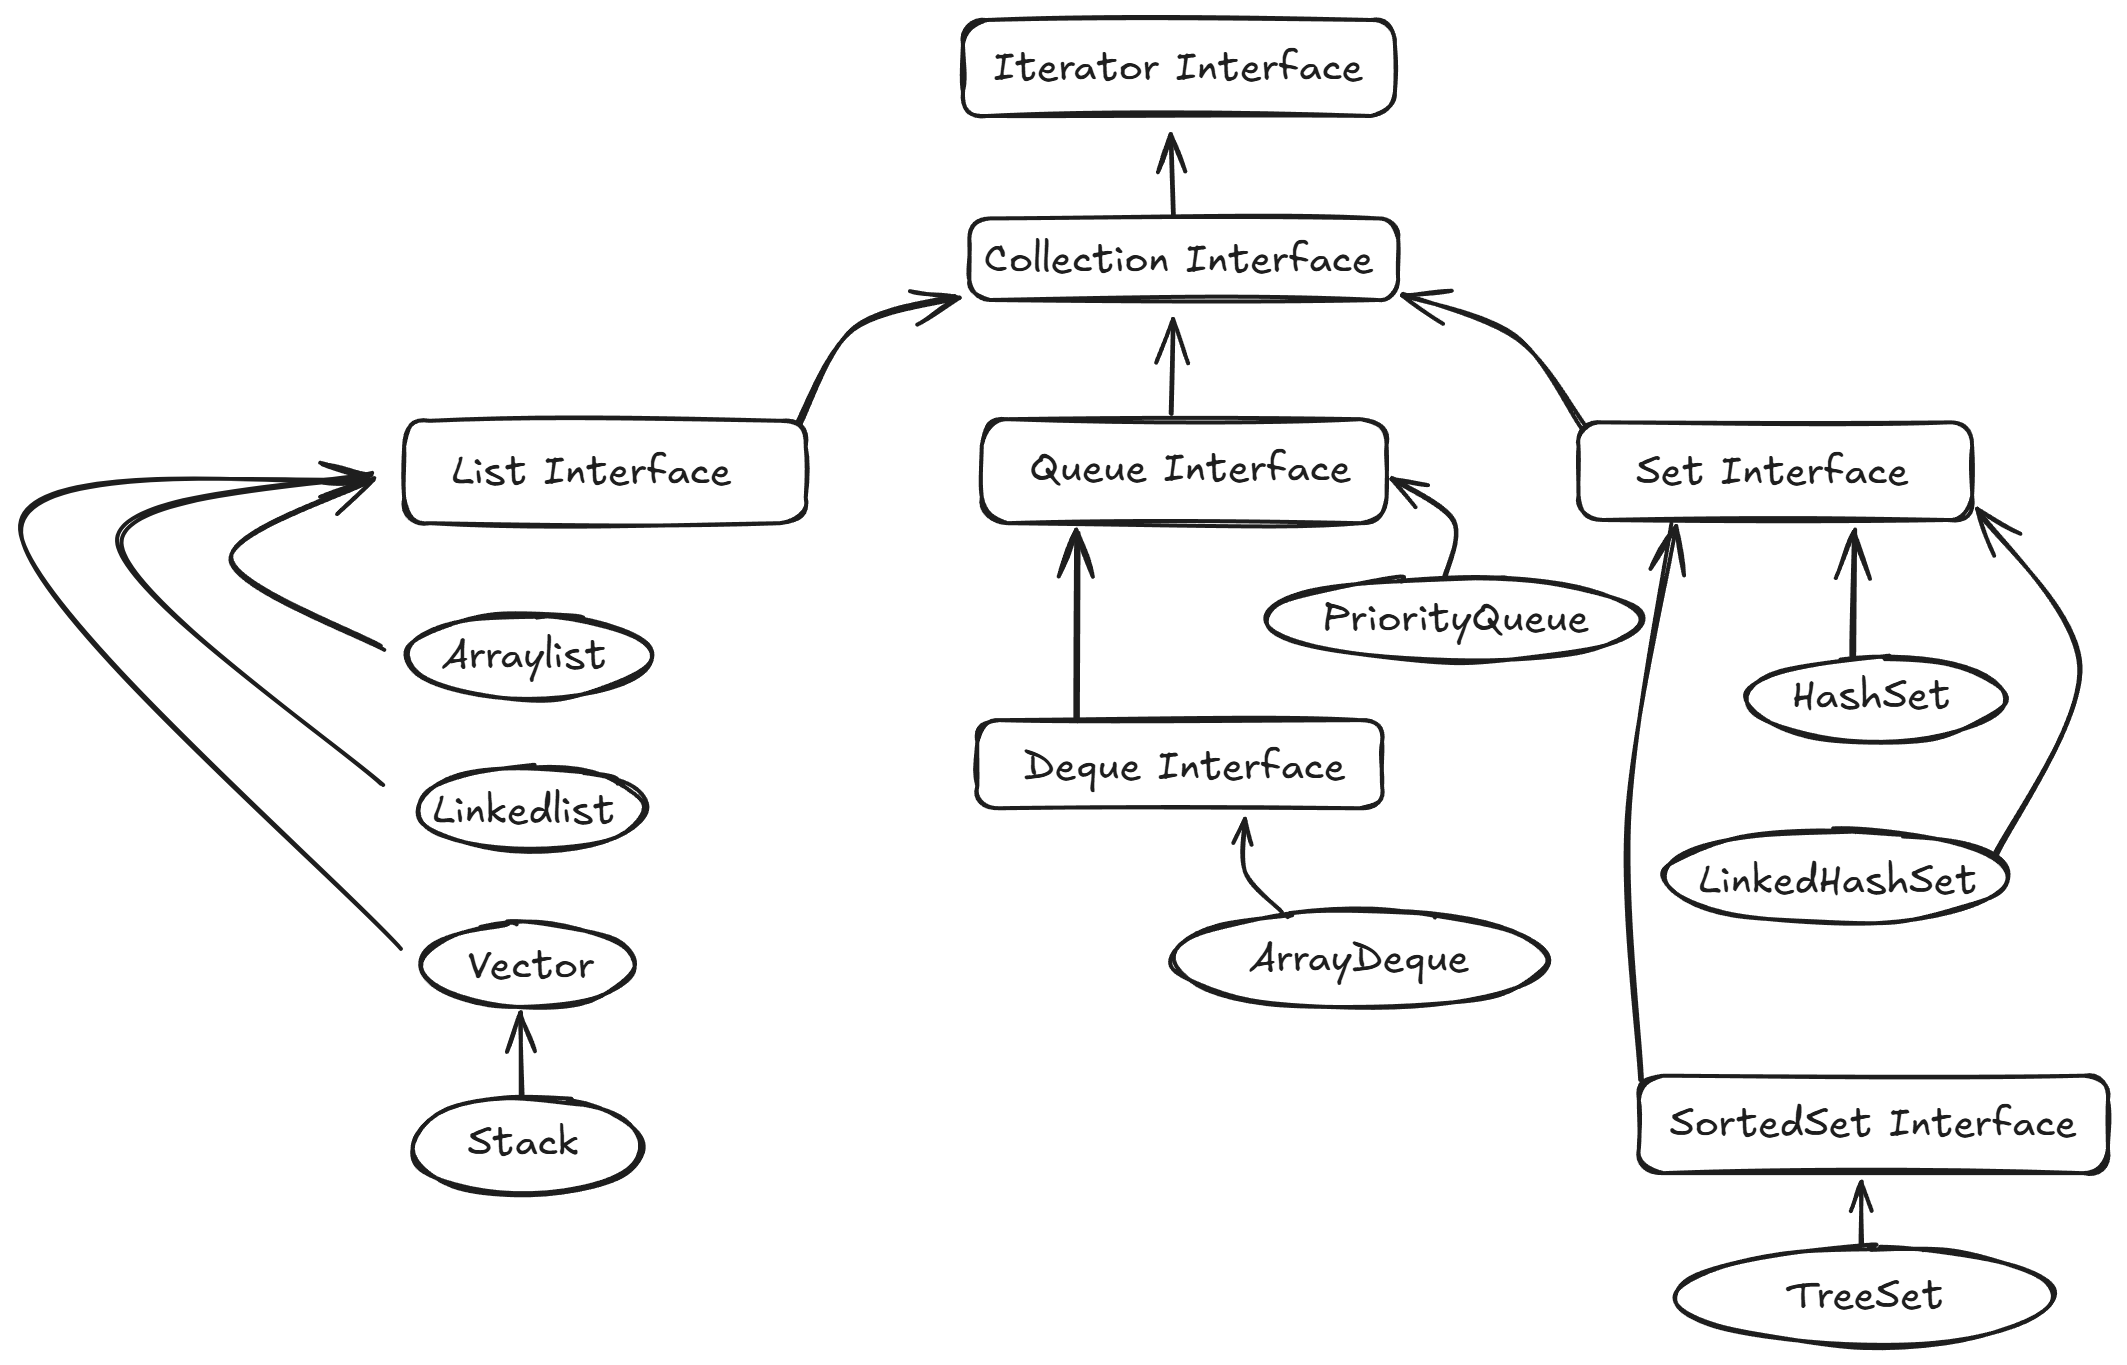 Iterator Interface
Collection Interface
List Interface
Queue Interface
Set Interface
PriorityQueue
Arraylist
HashSet
Deque Interface
Linkedlist
LinkedHashSet
Vector
ArrayDeque
SortedSet Interface
Stack
TreeSet